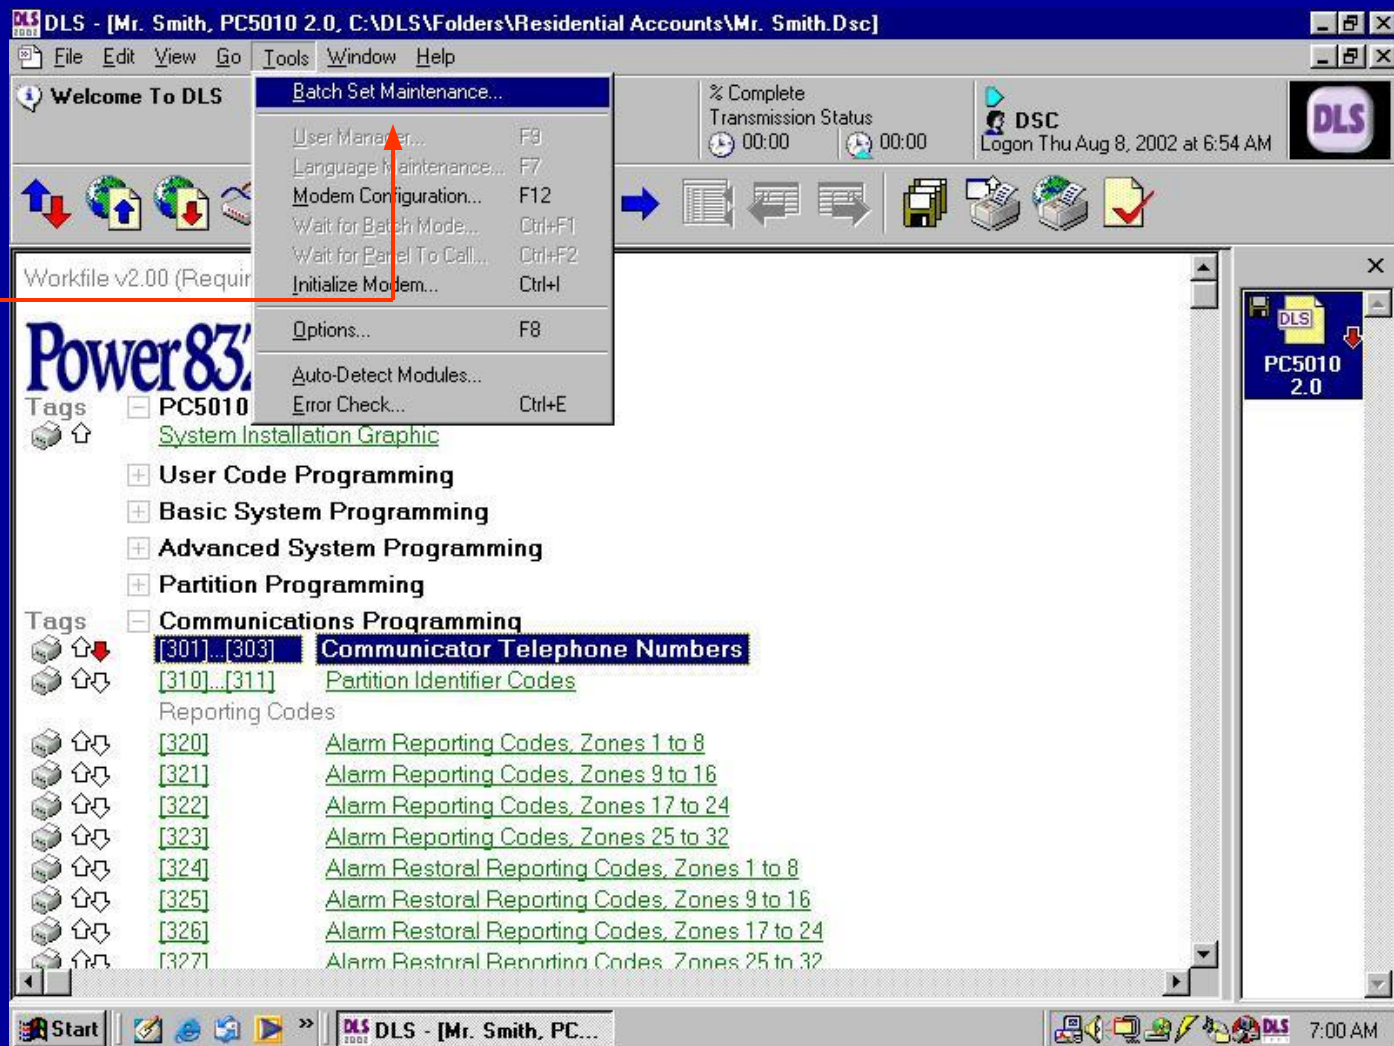 DLS - [Mr. Smith, PC5010 2.0, C:\DLS\Folders\Residential Accounts\Mr. Smith.Dsc]
File Edit View Go Tools Window Help
Welcome To DLS
Batch Set Maintenance...
User Manager... F9
Language Maintenance... F7
Modem Configuration... F12
Wait for Batch Mode... Ctrl+F1
Wait for Panel To Call... Ctrl+F2
Initialize Modem... Ctrl+I
Options... F8
Auto-Detect Modules...
Error Check... Ctrl+E
% Complete
Transmission Status
00:00 00:00
DSC
Logon Thu Aug 8, 2002 at 6:54 AM
DLS
Workfile v2.00 (Requir
Power832
Tags PC5010
System Installation Graphic
User Code Programming
Basic System Programming
Advanced System Programming
Partition Programming
Tags Communications Programming
[301]...[303] Communicator Telephone Numbers
[310]...[311] Partition Identifier Codes
Reporting Codes
[320] Alarm Reporting Codes, Zones 1 to 8
[321] Alarm Reporting Codes, Zones 9 to 16
[322] Alarm Reporting Codes, Zones 17 to 24
[323] Alarm Reporting Codes, Zones 25 to 32
[324] Alarm Restoral Reporting Codes, Zones 1 to 8
[325] Alarm Restoral Reporting Codes, Zones 9 to 16
[326] Alarm Restoral Reporting Codes, Zones 17 to 24
[327] Alarm Restoral Reporting Codes, Zones 25 to 32
DLS
PC5010
2.0
Start » DLS - [Mr. Smith, PC... DLS 7:00 AM